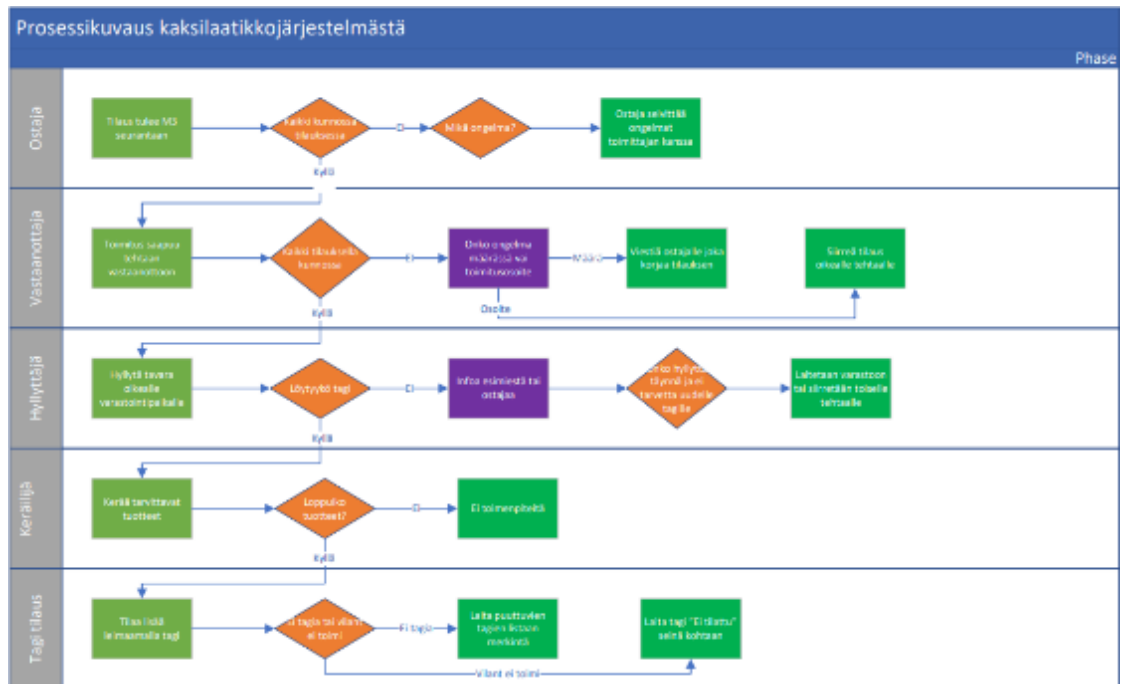 Prosessikuvaus kaksilaatikkojärjestelmästä
Phase
Ostaja
Tilaus tulee M3
seurantaan
Kaikki kunnossa
tilauksessa
Ei
Mikä ongelma?
Ostaja selvittää
ongelmat
toimittajan kanssa
Kyllä
Vastaanottaja
Toimitus saapuu
tehtaan
vastaanottoon
Kaikki tilauksella
kunnossa
Ei
Onko ongelma
määrässä vai
toimitusosoite
Määrä
Viestiä ostajalle joka
korjaa tilauksen
Siirrä tilaus
oikealle tehtaalle
Osoite
Kyllä
Hyllyttäjä
Hyllytä tavara
oikealle
varastointipaikalle
Löytyykö tagi
Ei
Infoa esimiestä tai
ostajaa
Onko hyllytys
täynnä ja ei
tarvetta uudelle
tagille
Laitetaan varastoon
tai siirretään toiselle
tehtaalle
Kyllä
Keräilijä
Kerää tarvittavat
tuotteet
Loppuiko
tuotteet?
Ei
Ei toimenpiteitä
Kyllä
Tagi tilaus
Tilaa lisää
leimaamalla tagi
Ei tagia tai vilant
ei toimi
Ei tagia
Laita puuttuvien
tagien listaan
merkintä
Laita tagi "Ei tilattu"
seinä kohtaan
Vilant ei toimi